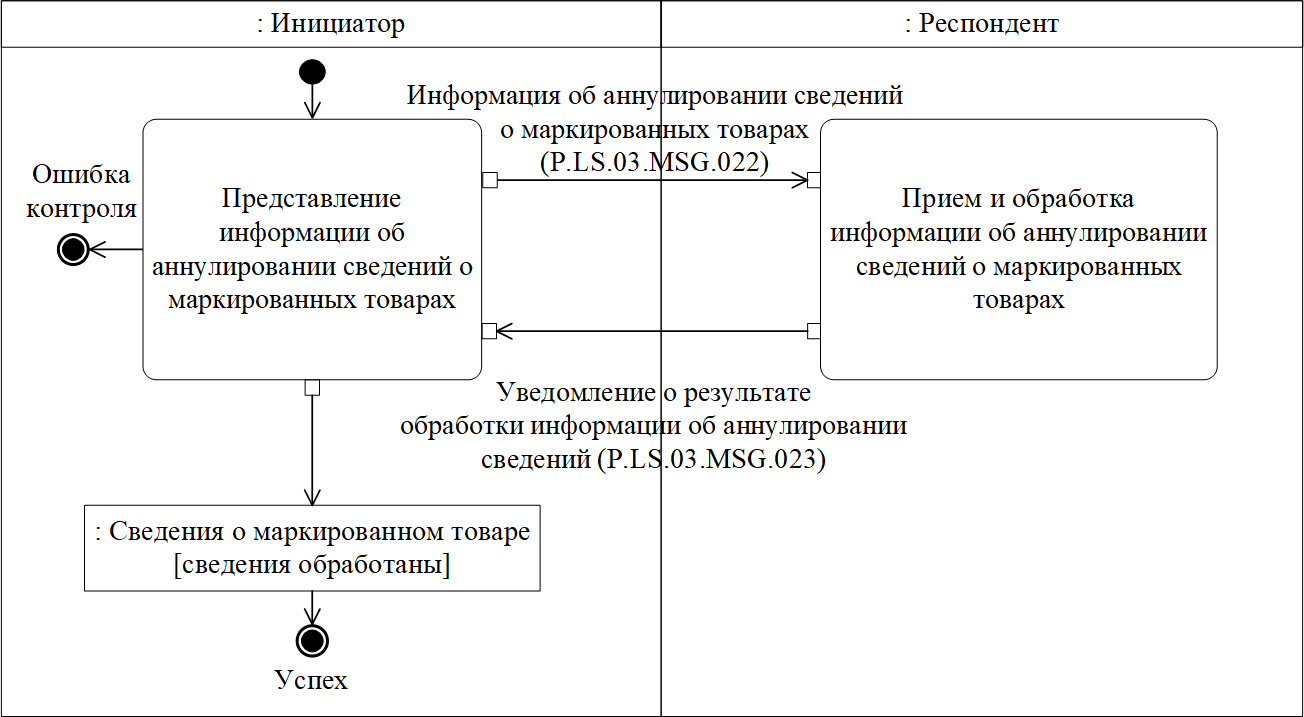 : Инициатор
: Респондент
Информация об аннулировании сведений
о маркированных товарах
(P.LS.03.MSG.022)
Ошибка
контроля
Представление
информации об
аннулировании сведений о
маркированных товарах
Прием и обработка
информации об аннулировании
сведений о маркированных
товарах
Уведомление о результате
обработки информации об аннулировании
сведений (P.LS.03.MSG.023)
: Сведения о маркированном товаре
[сведения обработаны]
Успех